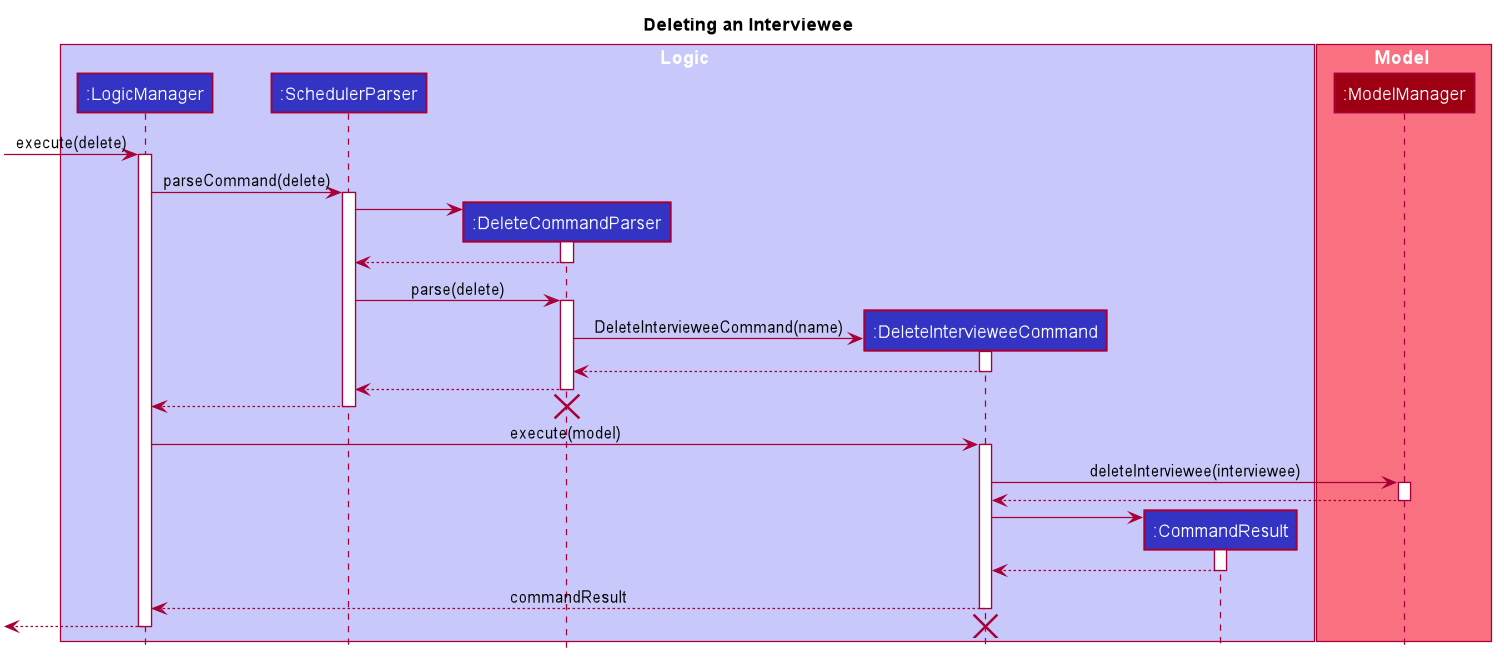 Deleting an Interviewee
Logic
Model
:LogicManager
:SchedulerParser
:ModelManager
execute(delete)
parseCommand(delete)
:DeleteCommandParser
parse(delete)
DeleteIntervieweeCommand(name)
:DeleteIntervieweeCommand
execute(model)
deleteInterviewee(interviewee)
:CommandResult
commandResult